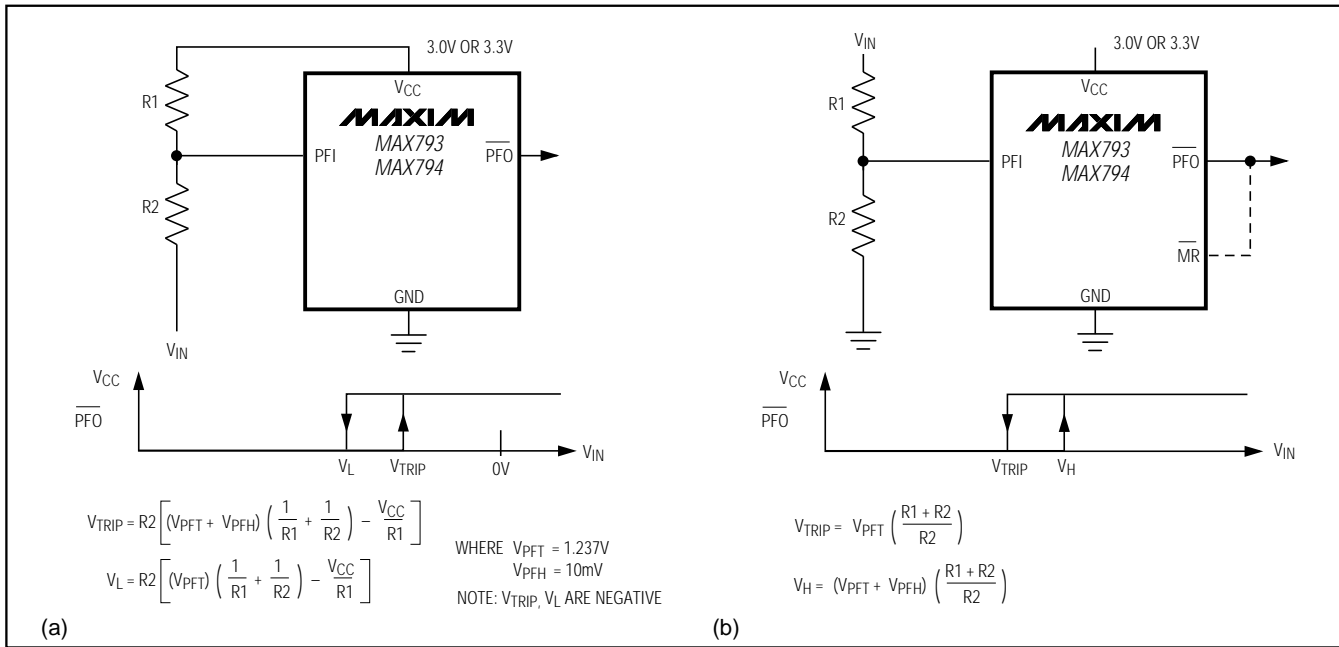 3.0V OR 3.3V
VCC
R1
MAXIM
MAX793
MAX794
PFI
PFO
R2
GND
VIN
VCC
PFO
VL
VTRIP
0V
VIN
VTRIP = R2 [(VPFT + VPFH) (1/R1 + 1/R2) – VCC/R1]
VL = R2 [(VPFT) (1/R1 + 1/R2) – VCC/R1]
WHERE VPFT = 1.237V
VPFH = 10mV
NOTE: VTRIP, VL ARE NEGATIVE
(a)
VIN
3.0V OR 3.3V
VCC
R1
MAXIM
MAX793
MAX794
PFI
PFO
R2
MR
GND
VCC
PFO
VTRIP
VH
VIN
VTRIP = VPFT (R1 + R2/R2)
VH = (VPFT + VPFH) (R1 + R2/R2)
(b)